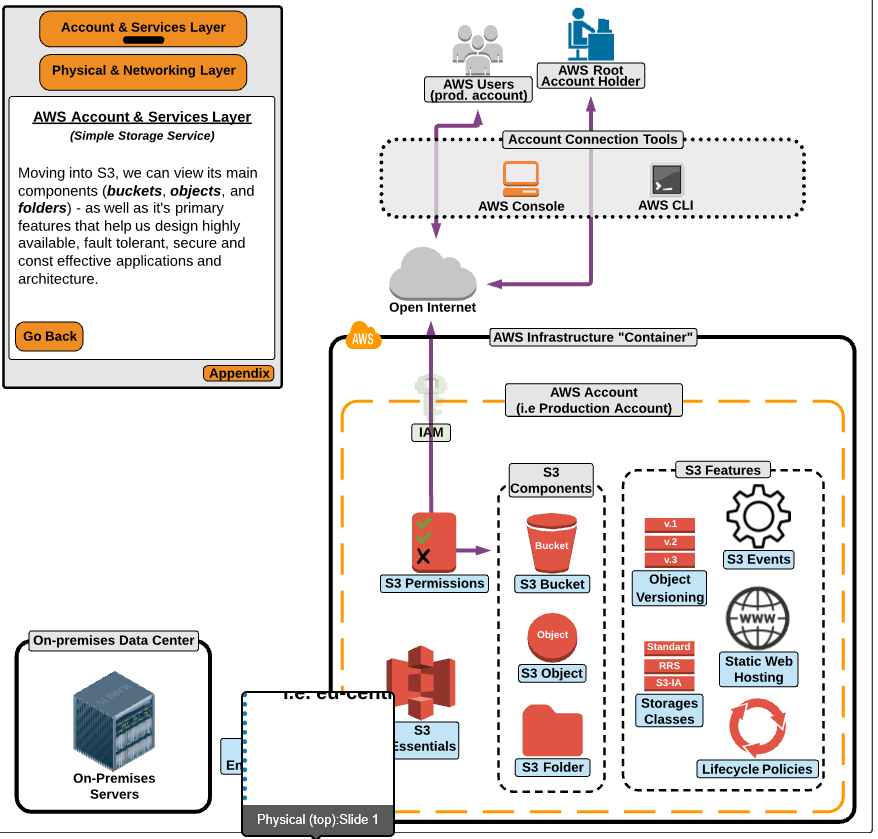 Account & Services Layer
Physical & Networking Layer
AWS Account & Services Layer
(Simple Storage Service)
Moving into S3, we can view its main
components (buckets, objects, and
folders) - as well as it's primary
features that help us design highly
available, fault tolerant, secure and
const effective applications and
architecture.
Go Back
Appendix
AWS Users
(prod. account)
AWS Root
Account Holder
Account Connection Tools
AWS Console
AWS CLI
Open Internet
AWS
AWS Infrastructure "Container"
AWS Account
(i.e Production Account)
IAM
S3
Components
S3 Features
S3 Permissions
Bucket
S3 Bucket
v.1
v.2
v.3
Object
Versioning
S3 Events
Object
S3 Object
WWW
Static Web
Hosting
Standard
RRS
S3-IA
Storages
Classes
S3
Essentials
S3 Folder
Lifecycle Policies
On-premises Data Center
On-Premises
Servers
En
i.e. eu-cent
Physical (top):Slide 1